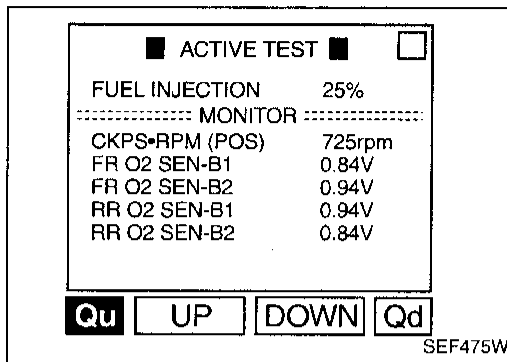 ■ ACTIVE TEST ■
FUEL INJECTION 25%
MONITOR
CKPS•RPM (POS) 725rpm
FR O2 SEN-B1 0.84V
FR O2 SEN-B2 0.94V
RR O2 SEN-B1 0.94V
RR O2 SEN-B2 0.84V
Qu UP DOWN Qd
SEF475W